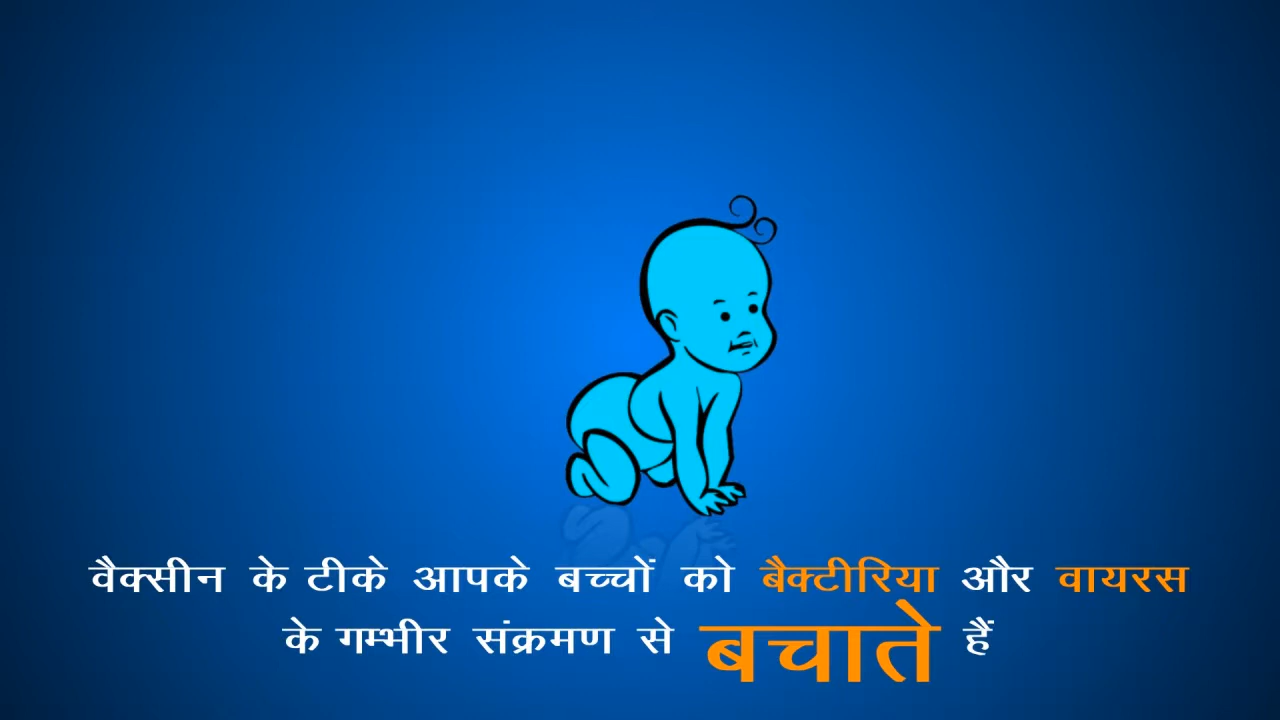 वैक्सीन के टीके आपके बच्चों को बैक्टीरिया और वायरस
के गम्भीर संक्रमण से बचाते हैं